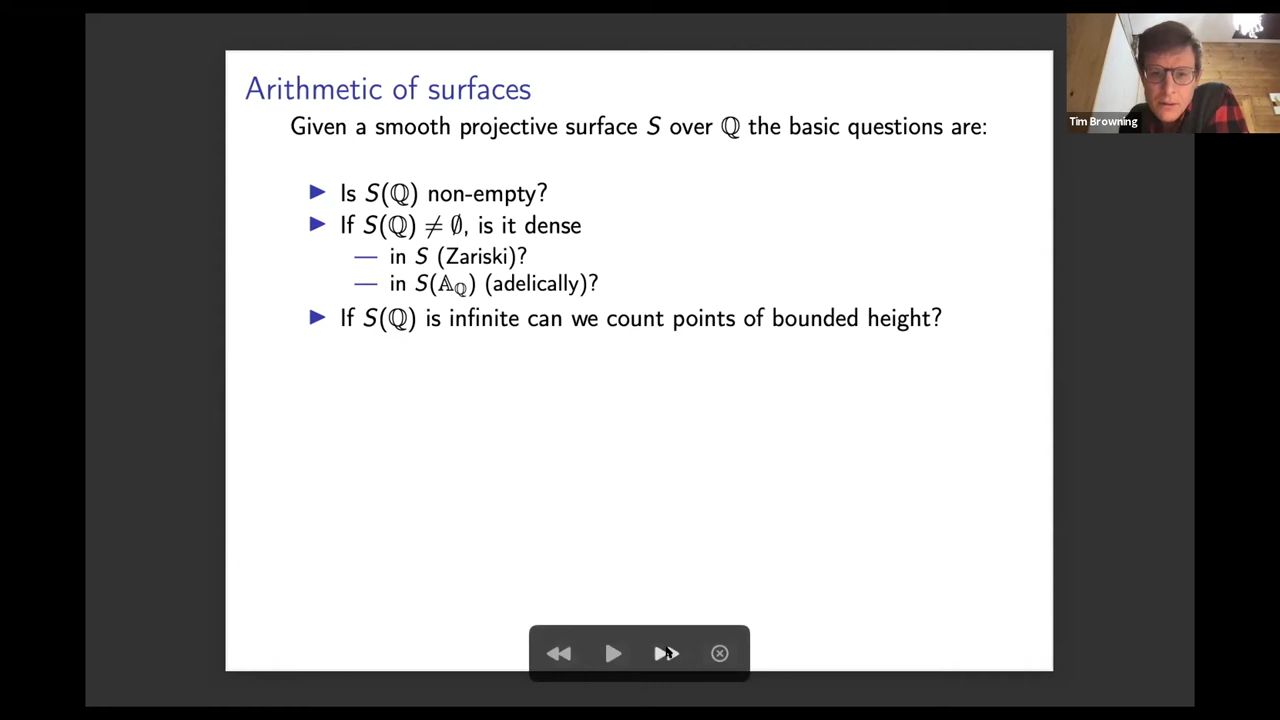 Arithmetic of surfaces
Given a smooth projective surface S over ℚ the basic questions are:
▶ Is S(ℚ) non-empty?
▶ If S(ℚ) ≠ ∅, is it dense
— in S (Zariski)?
— in S(𝔸_ℚ) (adelically)?
▶ If S(ℚ) is infinite can we count points of bounded height?
Tim Browning